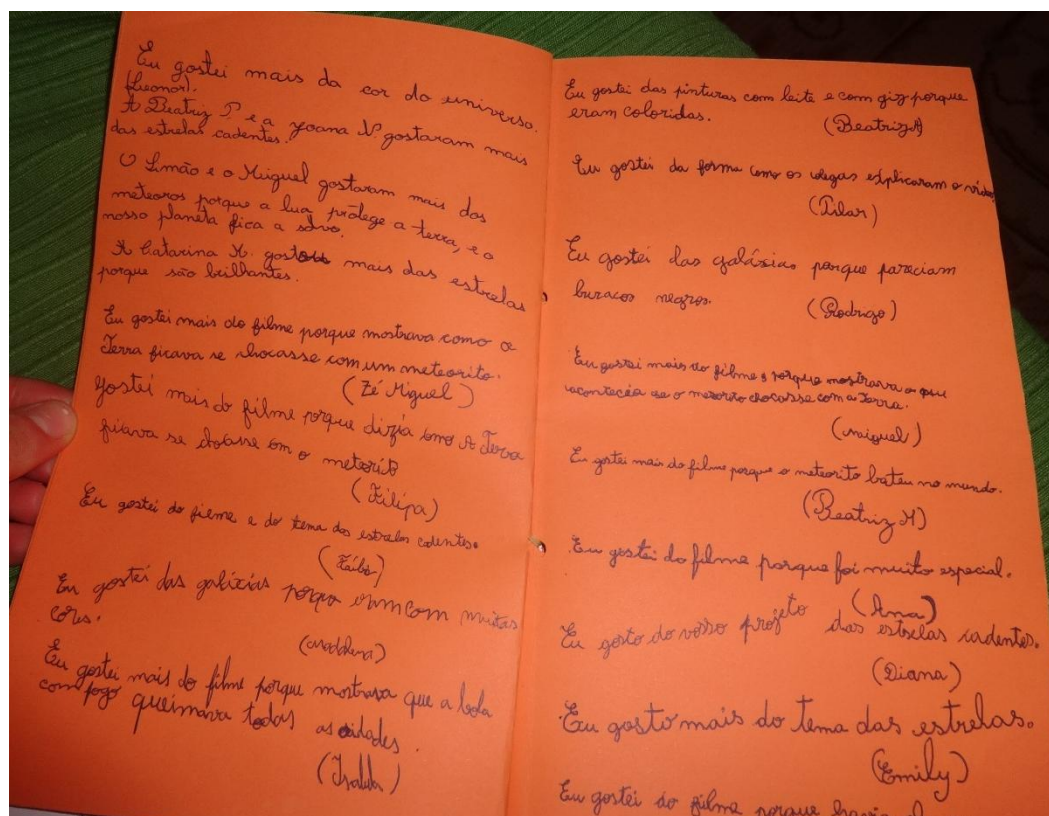 Eu gostei mais da cor do universo.
(Leonor).
A Beatriz P. e a Joana N. gostaram mais
das estrelas cadentes.
O Simão e o Miguel gostaram mais dos
meteoros porque a lua protege a terra, e o
nosso planeta fica a salvo.
A Catarina gostou mais das estrelas
porque são brilhantes.
Eu gostei mais do filme porque mostrava como a
Terra ficava se chocasse com um meteorito.
(Zé Miguel)
gostei mais do filme porque dizia como A Terra
ficava se chocasse com o meteorito
(Filipa)
Eu gostei do filme e do tema das estrelas cadentes.
(Fábio)
Eu gostei das galáxias porque eram com muitas
cores.
(Madalena)
Eu gostei mais do filme porque mostrava que a bola
com fogo queimava todas as cidades.
Eu gostei das pinturas com leite e com giz porque
eram coloridas.
(Beatriz A)
Eu gostei da forma como os colegas explicaram o vídeo
(Pilar)
Eu gostei das galáxias porque pareciam
buracos negros.
(Rodrigo)
Eu gostei mais do filme, porque mostrava o que
acontecia se o chocasse com a Terra.
(miguel)
Eu gostei mais do filme porque o meteorito bateu no mundo.
(Beatriz M)
Eu gostei do filme porque foi muito especial.
(Ana)
Eu gosto do vosso projeto das estrelas cadentes.
(Diana)
Eu gosto mais do tema das estrelas.
(Emily)
Eu gostei do filme porque havia